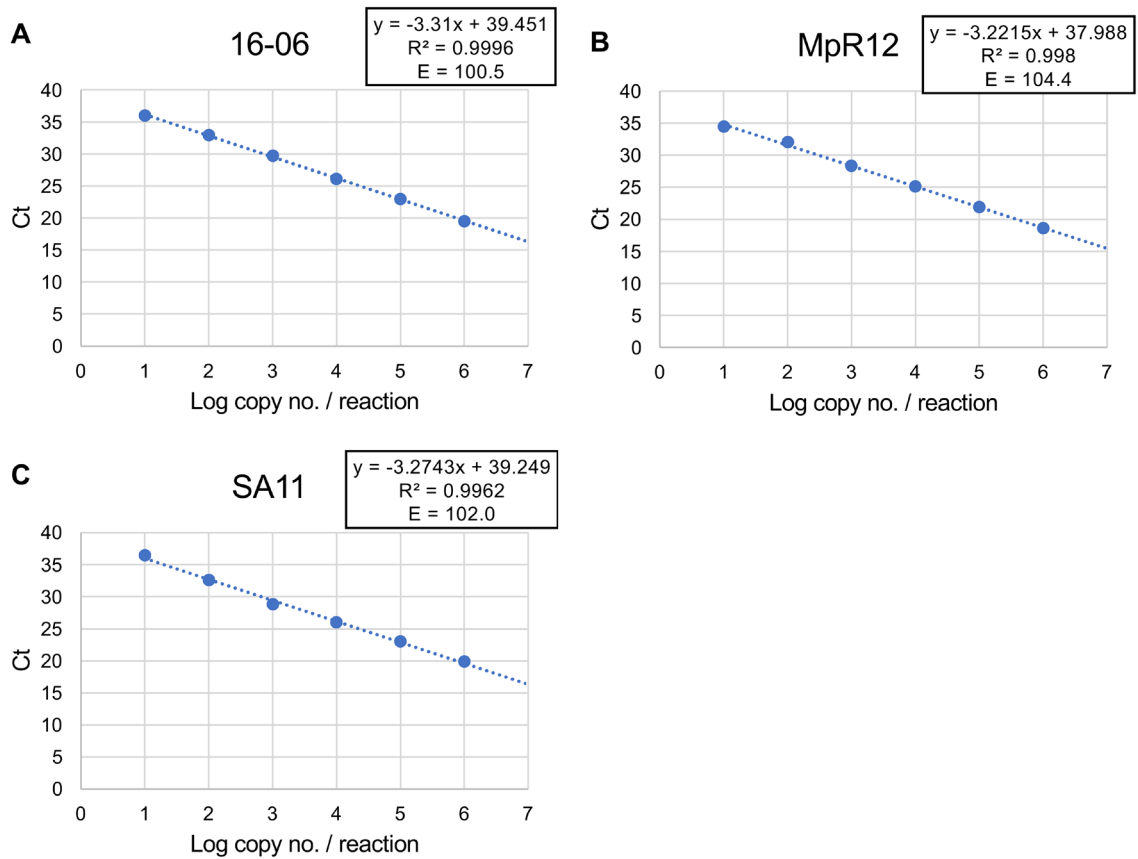 A
16-06
y = -3.31x + 39.451
R² = 0.9996
E = 100.5
40
35
30
25
20
15
10
5
0
Ct
0 1 2 3 4 5 6 7
Log copy no. / reaction
B
MpR12
y = -3.2215x + 37.988
R² = 0.998
E = 104.4
40
35
30
25
20
15
10
5
0
Ct
0 1 2 3 4 5 6 7
Log copy no. / reaction
C
SA11
y = -3.2743x + 39.249
R² = 0.9962
E = 102.0
40
35
30
25
20
15
10
5
0
Ct
0 1 2 3 4 5 6 7
Log copy no. / reaction